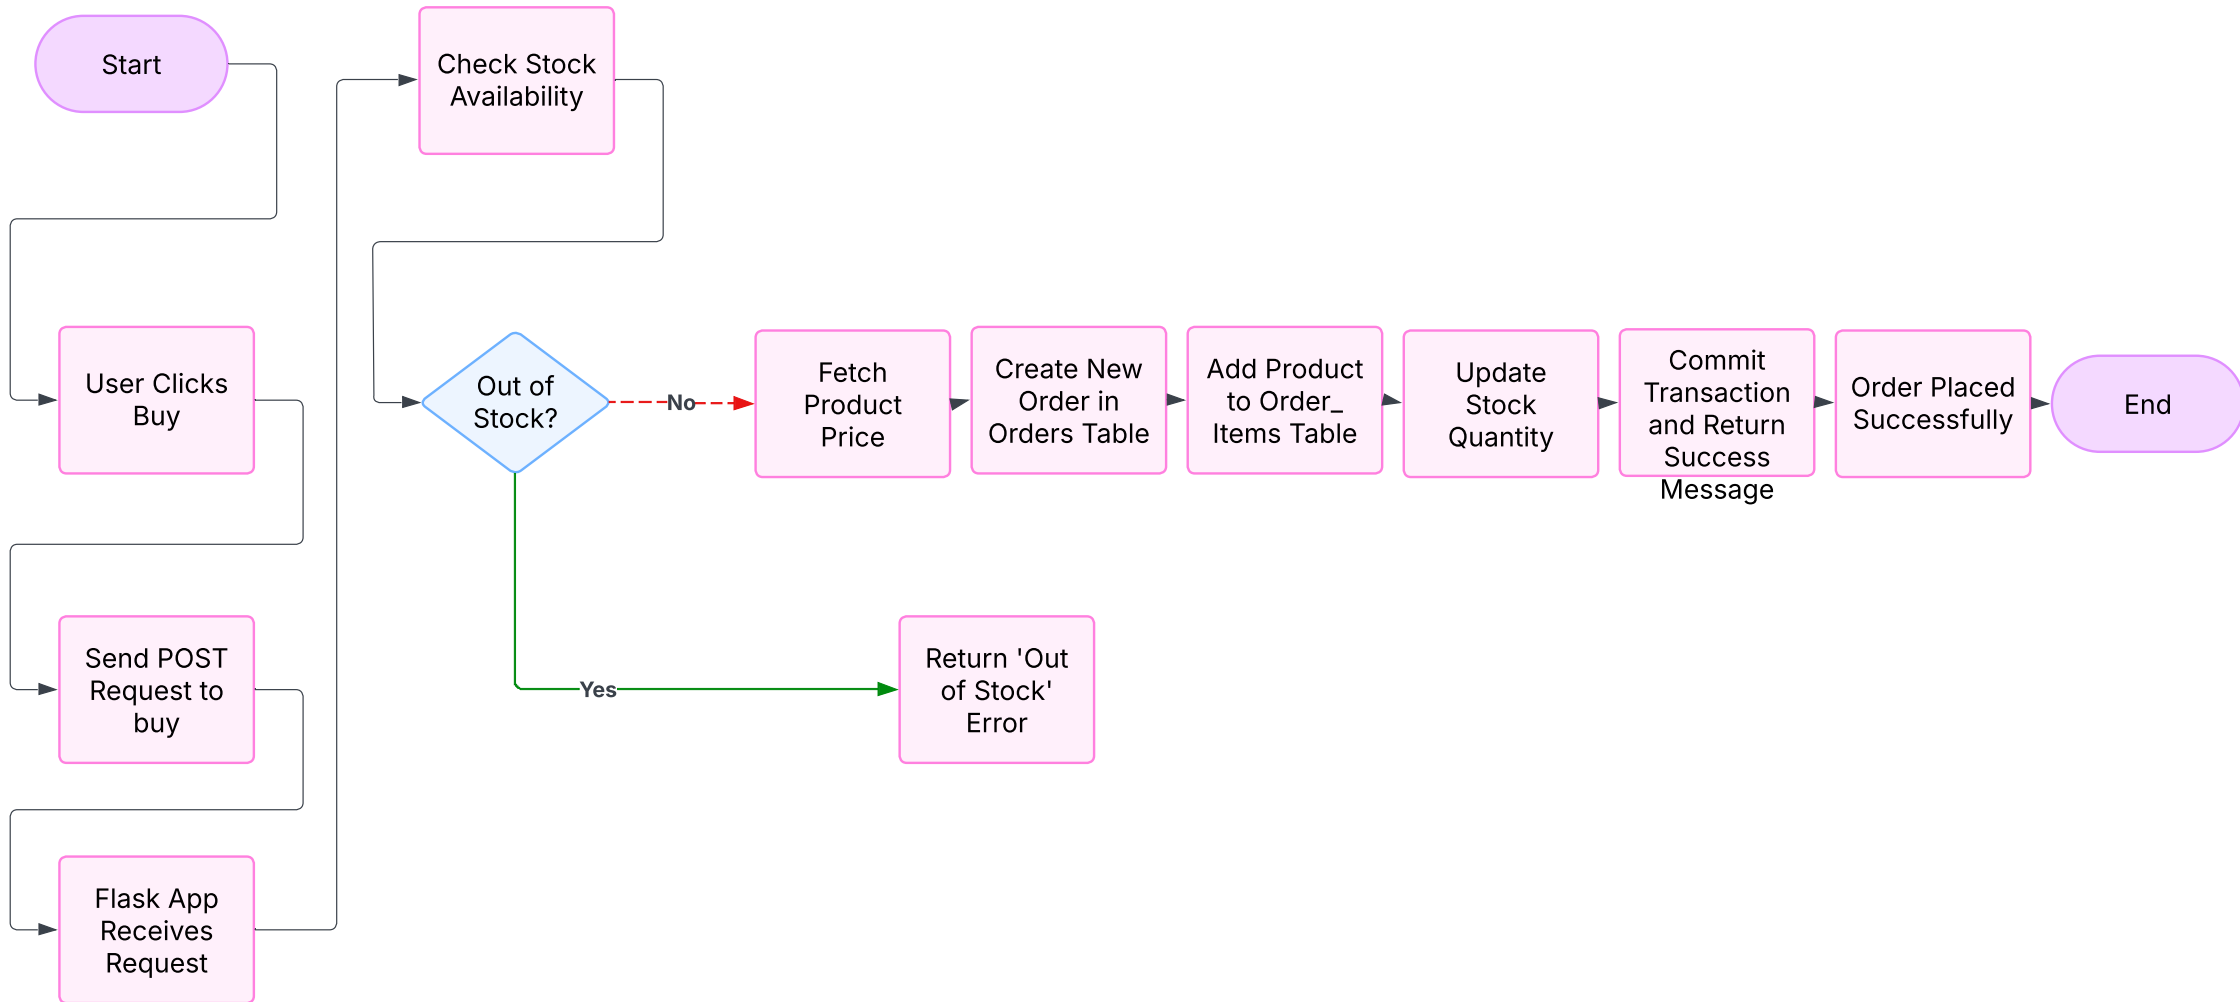 Start
User Clicks
Buy
Send POST
Request to
buy
Flask App
Receives
Request
Check Stock
Availability
Out of
Stock?
No
Fetch
Product
Price
Create New
Order in
Orders Table
Add Product
to Order_
Items Table
Update
Stock
Quantity
Commit
Transaction
and Return
Success
Message
Order Placed
Successfully
End
Yes
Return 'Out
of Stock'
Error